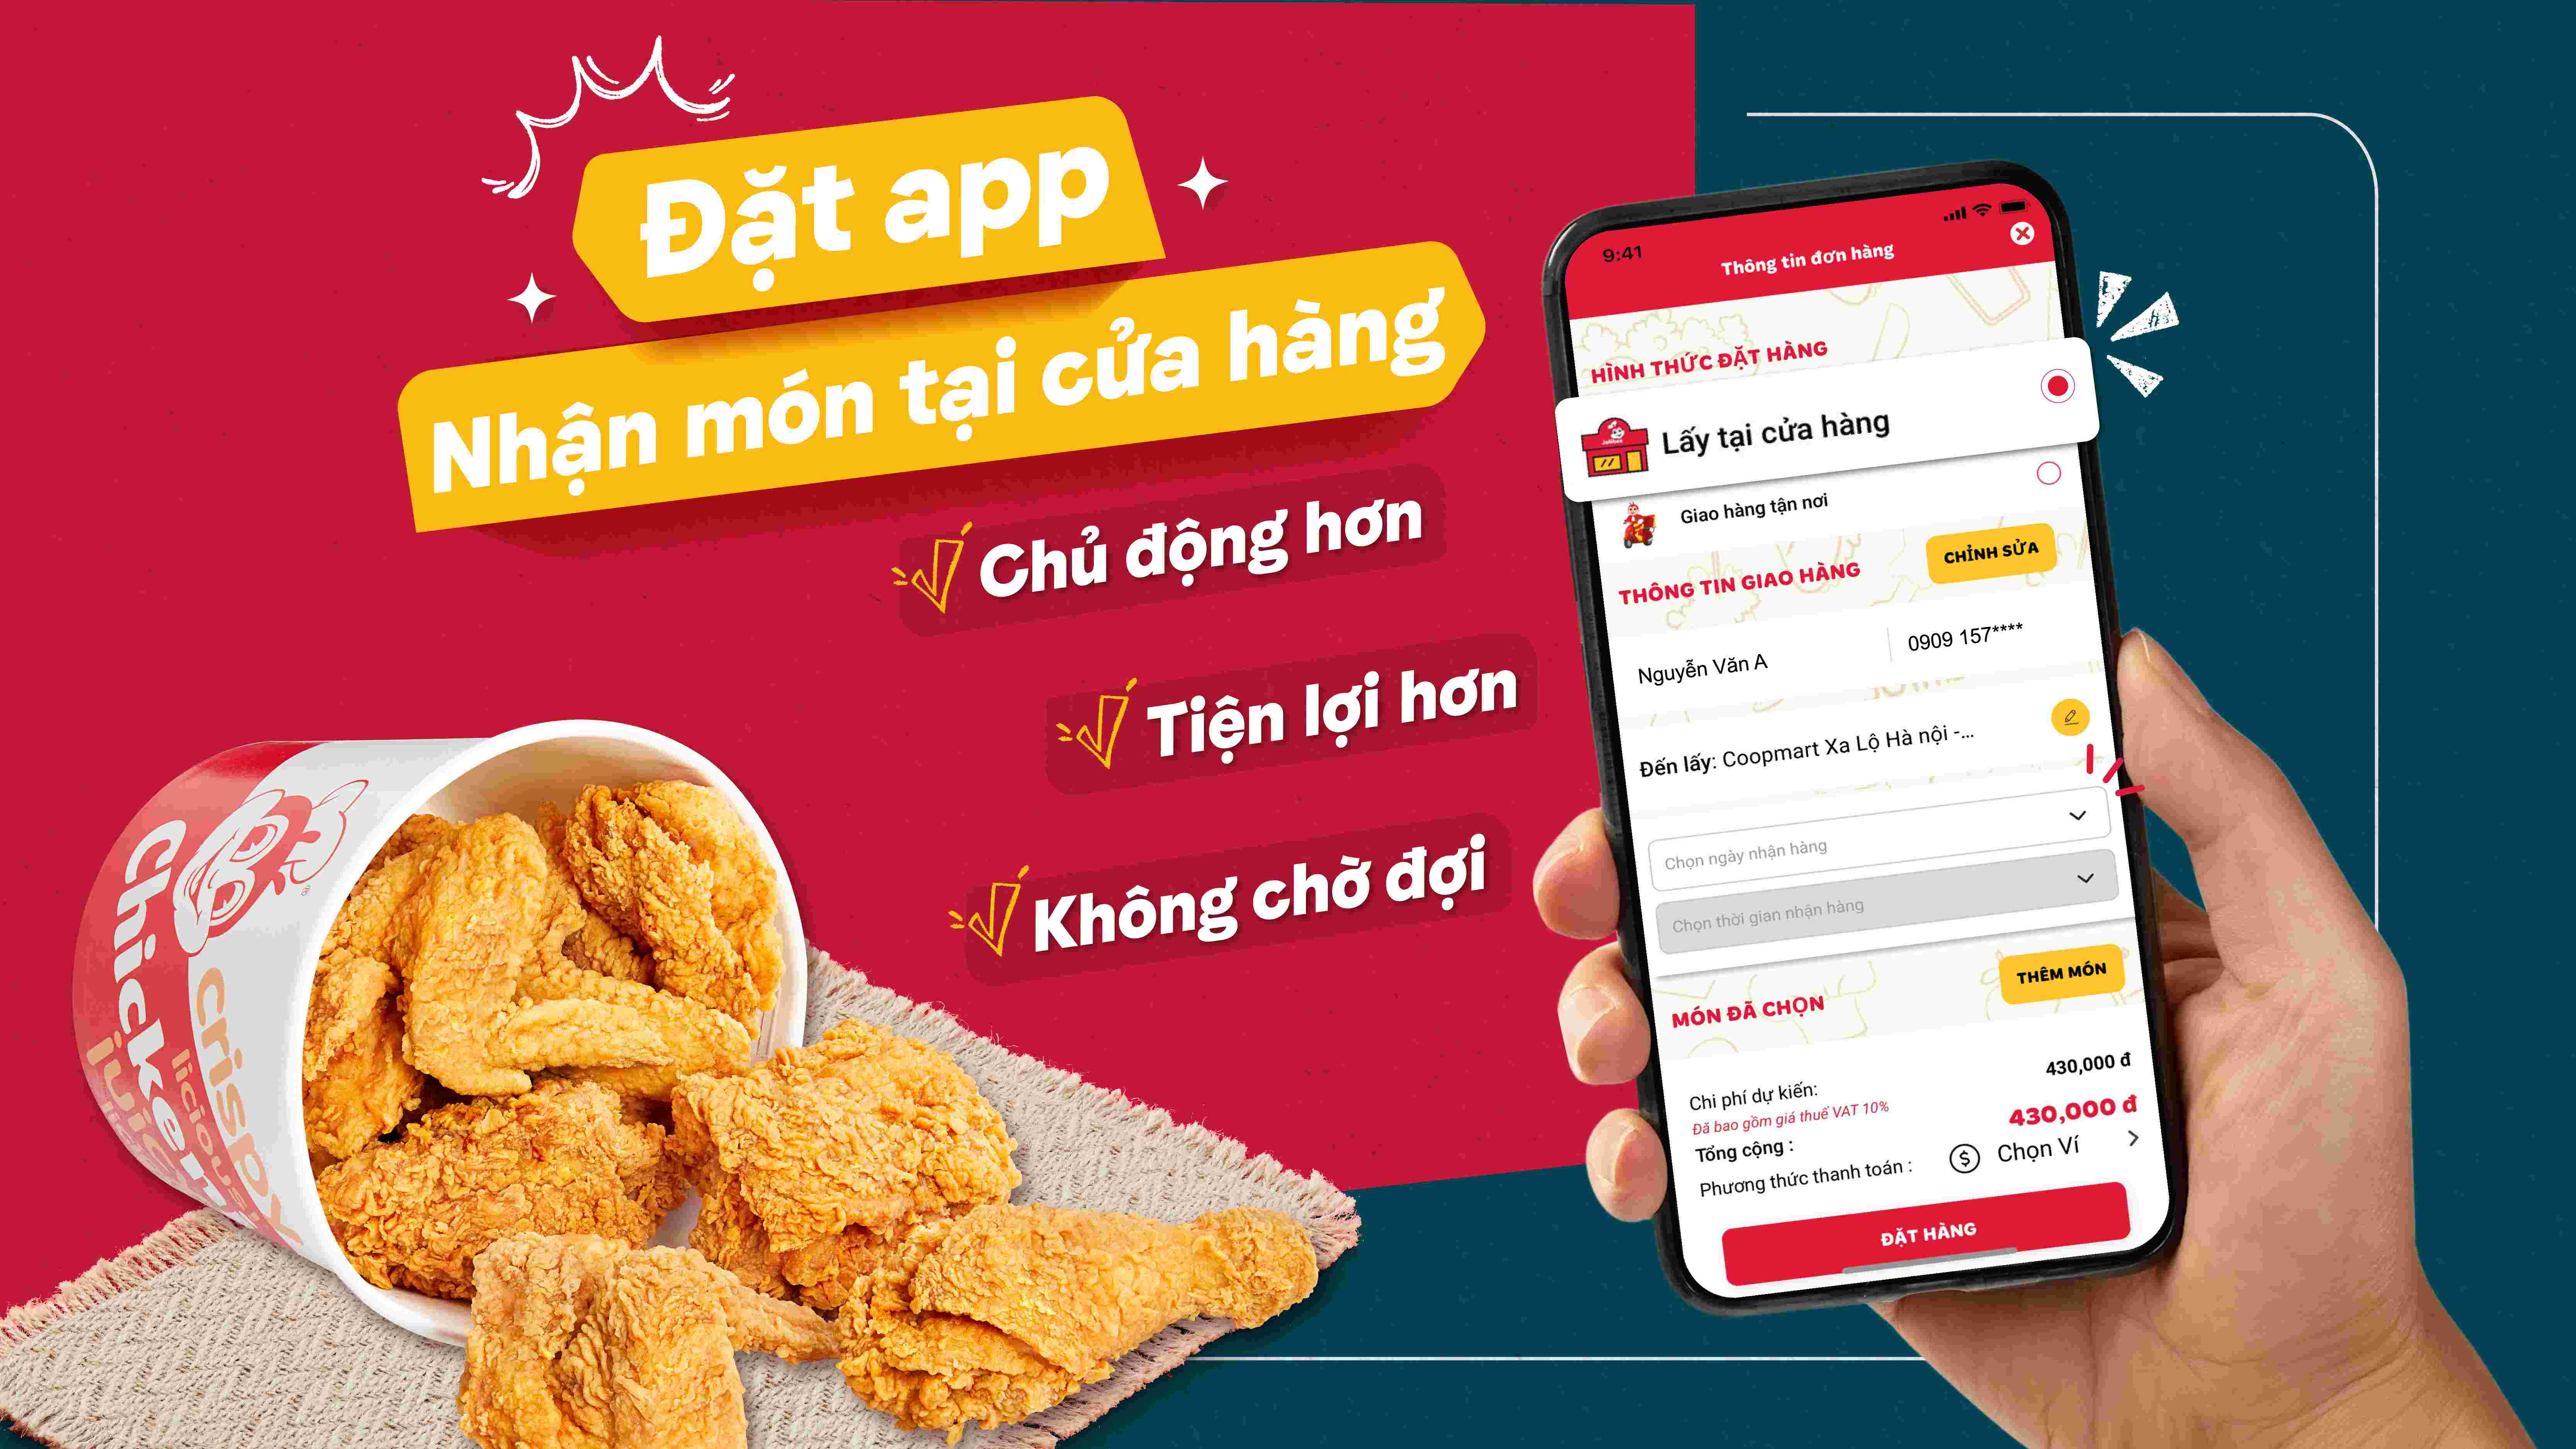 Đặt app
Nhận món tại cửa hàng
Chủ động hơn
Tiện lợi hơn
Không chờ đợi
Chicken
crispy
9:41
Thông tin đơn hàng
HÌNH THỨC ĐẶT HÀNG
Lấy tại cửa hàng
Giao hàng tận nơi
THÔNG TIN GIAO HÀNG
CHỈNH SỬA
Nguyễn Văn A
0909 157****
Đến lấy: Coopmart Xa Lộ Hà nội -...
Chọn ngày nhận hàng
Chọn thời gian nhận hàng
MÓN ĐÃ CHỌN
THÊM MÓN
Chi phí dự kiến:
430,000 đ
Đã bao gồm giá thuế VAT 10%
Tổng cộng :
430,000 đ
Phương thức thanh toán :
Chọn Ví
ĐẶT HÀNG